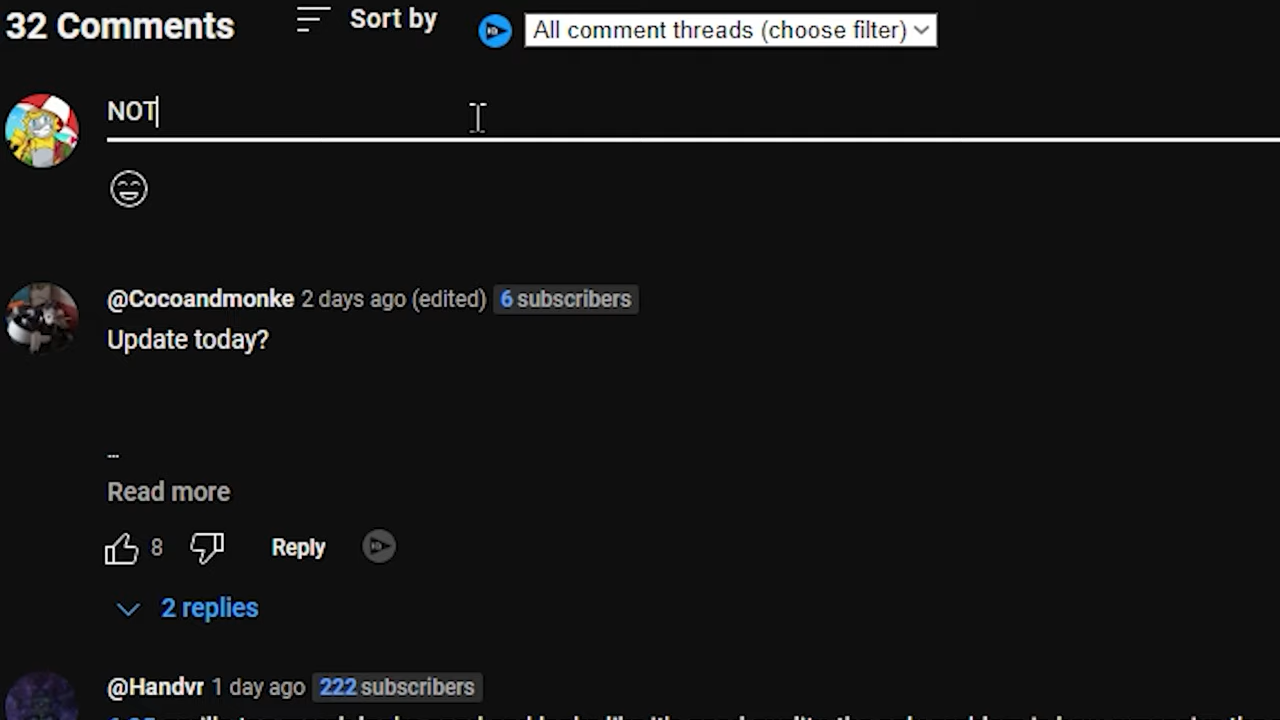 32 Comments
Sort by
All comment threads (choose filter)
NOT
@Cocoandmonke 2 days ago (edited) 6 subscribers
Update today?
...
Read more
8
Reply
2 replies
@Handvr 1 day ago 222 subscribers